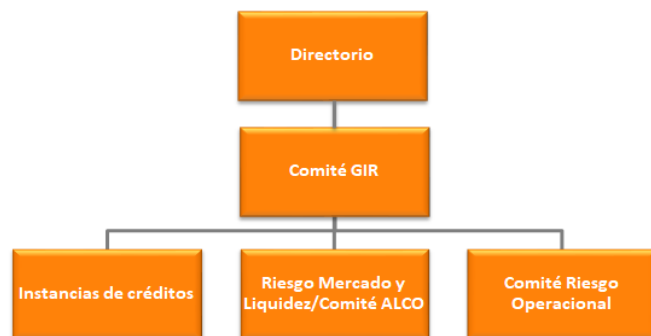 Directorio
Comité GIR
Instancias de créditos
Riesgo Mercado y
Liquidez/Comité ALCO
Comité Riesgo
Operacional